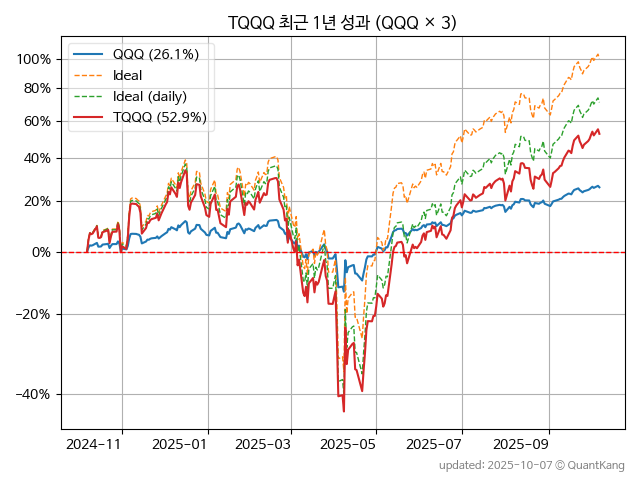 TQQQ 최근 1년 성과 (QQQ × 3)
QQQ (26.1%)
Ideal
Ideal (daily)
TQQQ (52.9%)
100%
80%
60%
40%
20%
0%
−20%
−40%
2024-11
2025-01
2025-03
2025-05
2025-07
2025-09
updated: 2025-10-07 © QuantKang